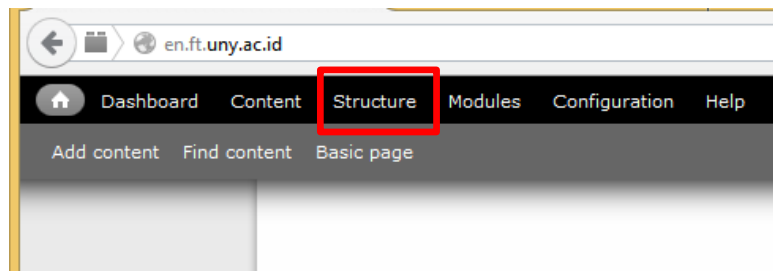 en.ft.uny.ac.id
Dashboard Content Structure Modules Configuration Help
Add content Find content Basic page